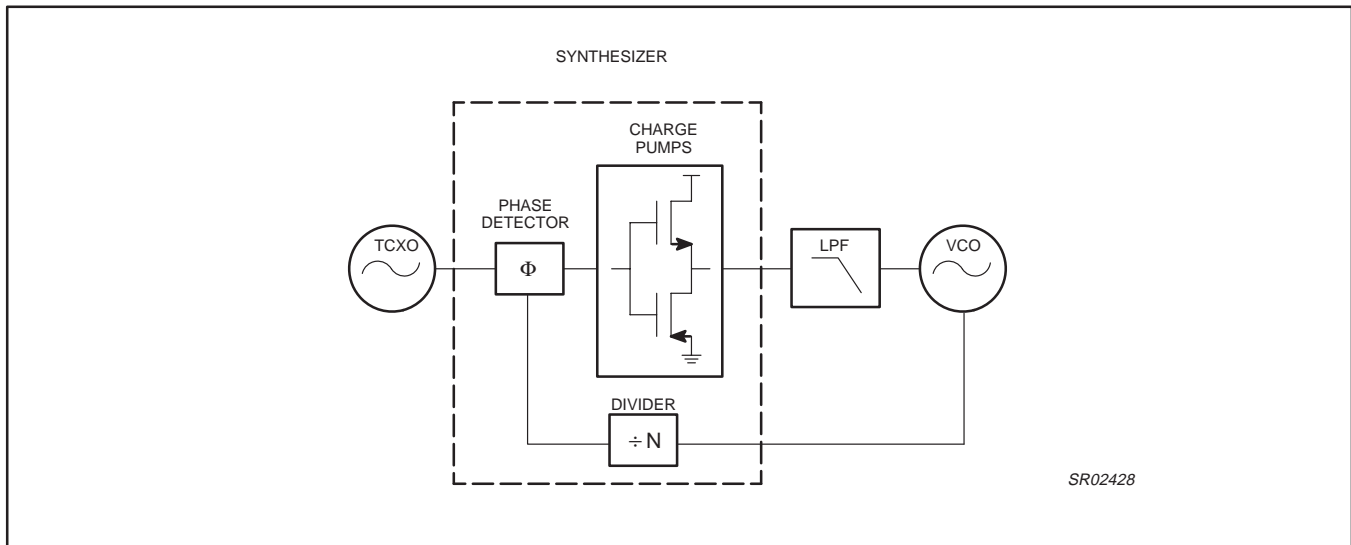 SYNTHESIZER
CHARGE
PUMPS
PHASE
DETECTOR
TCXO
Φ
LPF
VCO
DIVIDER
÷ N
SR02428